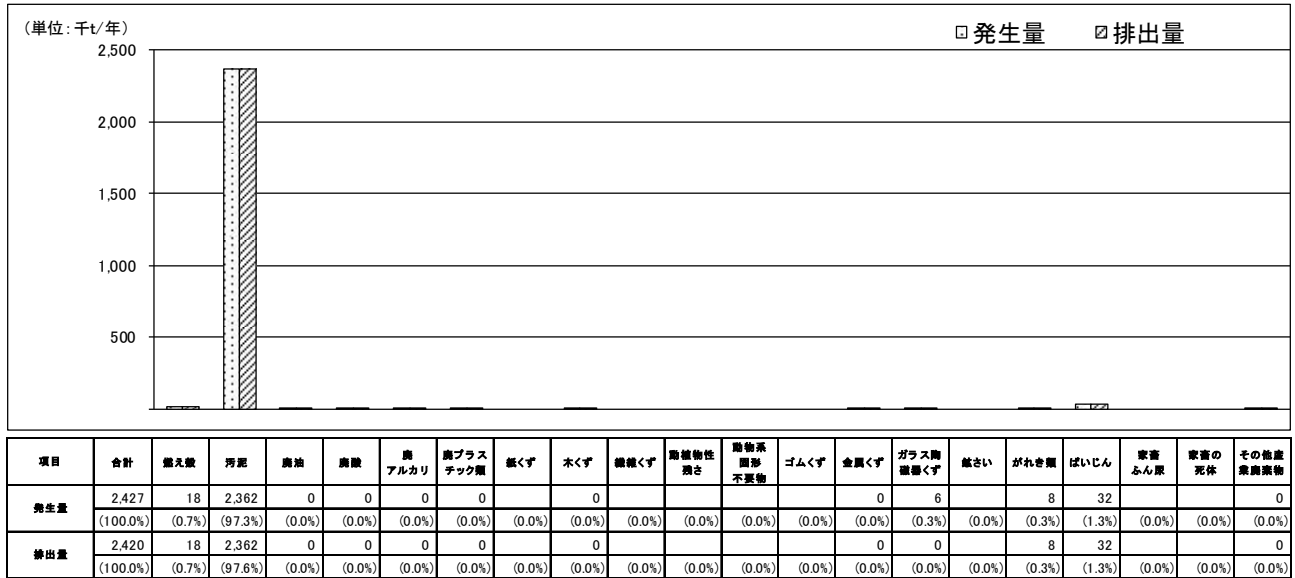 (単位:千t/年)
発生量 排出量
2,500
2,000
1,500
1,000
500
項目 合計 燃え殻 汚泥 廃油 廃酸 廃アルカリ 廃プラスチック類 紙くず 木くず 繊維くず 動植物性残さ 動物系固形不要物 ゴムくず 金属くず ガラス陶磁器くず 鉱さい がれき類 ばいじん 家畜ふん尿 家畜の死体 その他産業廃棄物
発生量 2,427 18 2,362 0 0 0 0 0 0 6 8 32 0
(100.0%) (0.7%) (97.3%) (0.0%) (0.0%) (0.0%) (0.0%) (0.0%) (0.0%) (0.0%) (0.0%) (0.0%) (0.0%) (0.0%) (0.3%) (0.0%) (0.3%) (1.3%) (0.0%) (0.0%) (0.0%)
排出量 2,420 18 2,362 0 0 0 0 0 0 0 8 32 0
(100.0%) (0.7%) (97.6%) (0.0%) (0.0%) (0.0%) (0.0%) (0.0%) (0.0%) (0.0%) (0.0%) (0.0%) (0.0%) (0.0%) (0.0%) (0.0%) (0.3%) (1.3%) (0.0%) (0.0%) (0.0%)